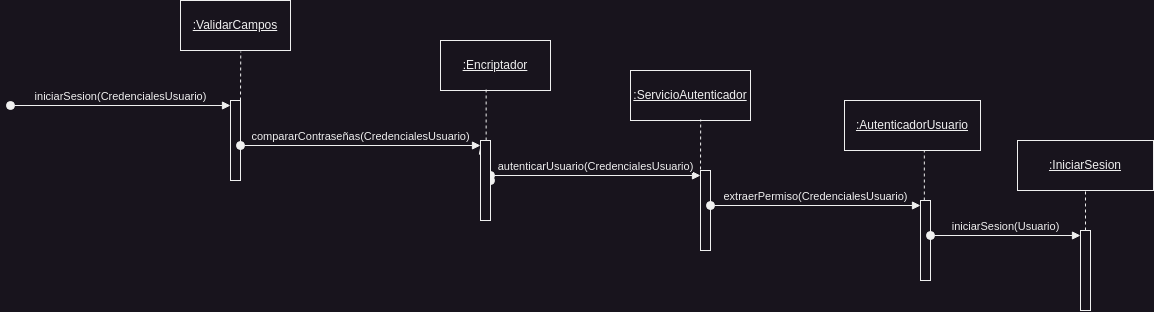 :ValidarCampos
:Encriptador
:ServicioAutenticador
:AutenticadorUsuario
:IniciarSesion
iniciarSesion(CredencialesUsuario)
compararContraseñas(CredencialesUsuario)
autenticarUsuario(CredencialesUsuario)
extraerPermiso(CredencialesUsuario)
iniciarSesion(Usuario)